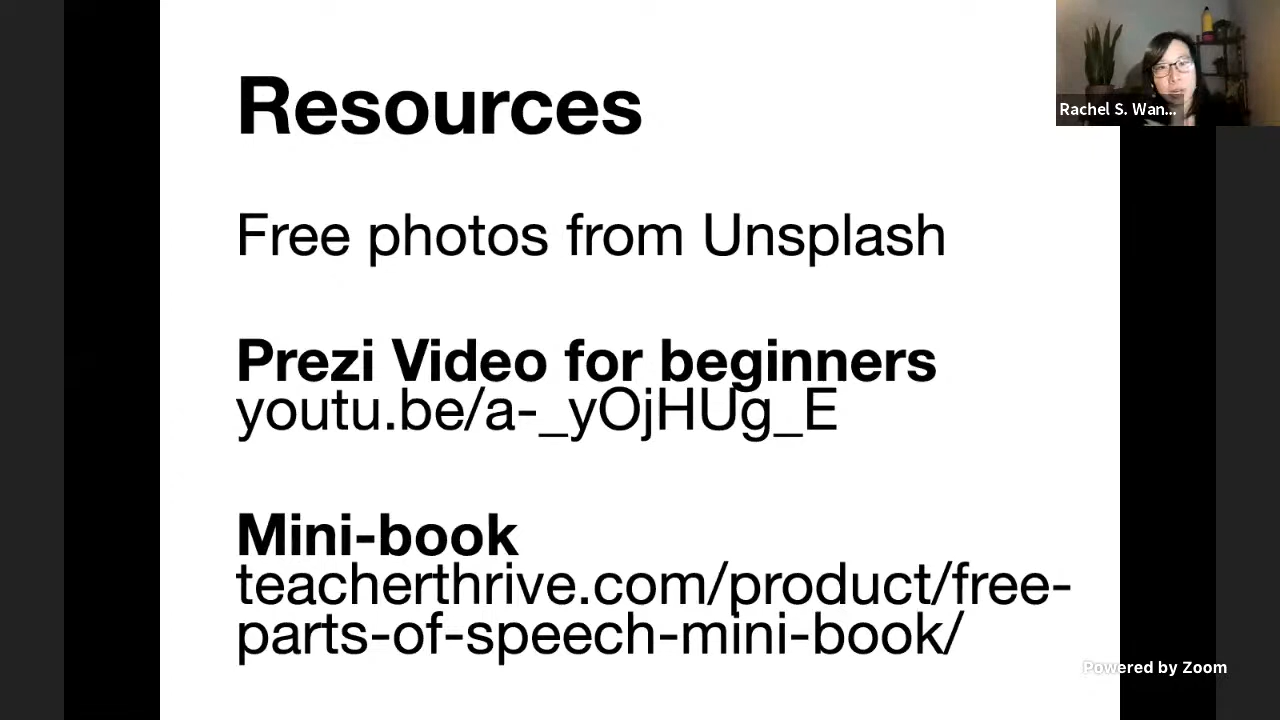 Resources
Rachel S. Wan...
Free photos from Unsplash
Prezi Video for beginners
youtu.be/a-_yOjHUg_E
Mini-book
teacherthrive.com/product/free-
parts-of-speech-mini-book/
Powered by Zoom